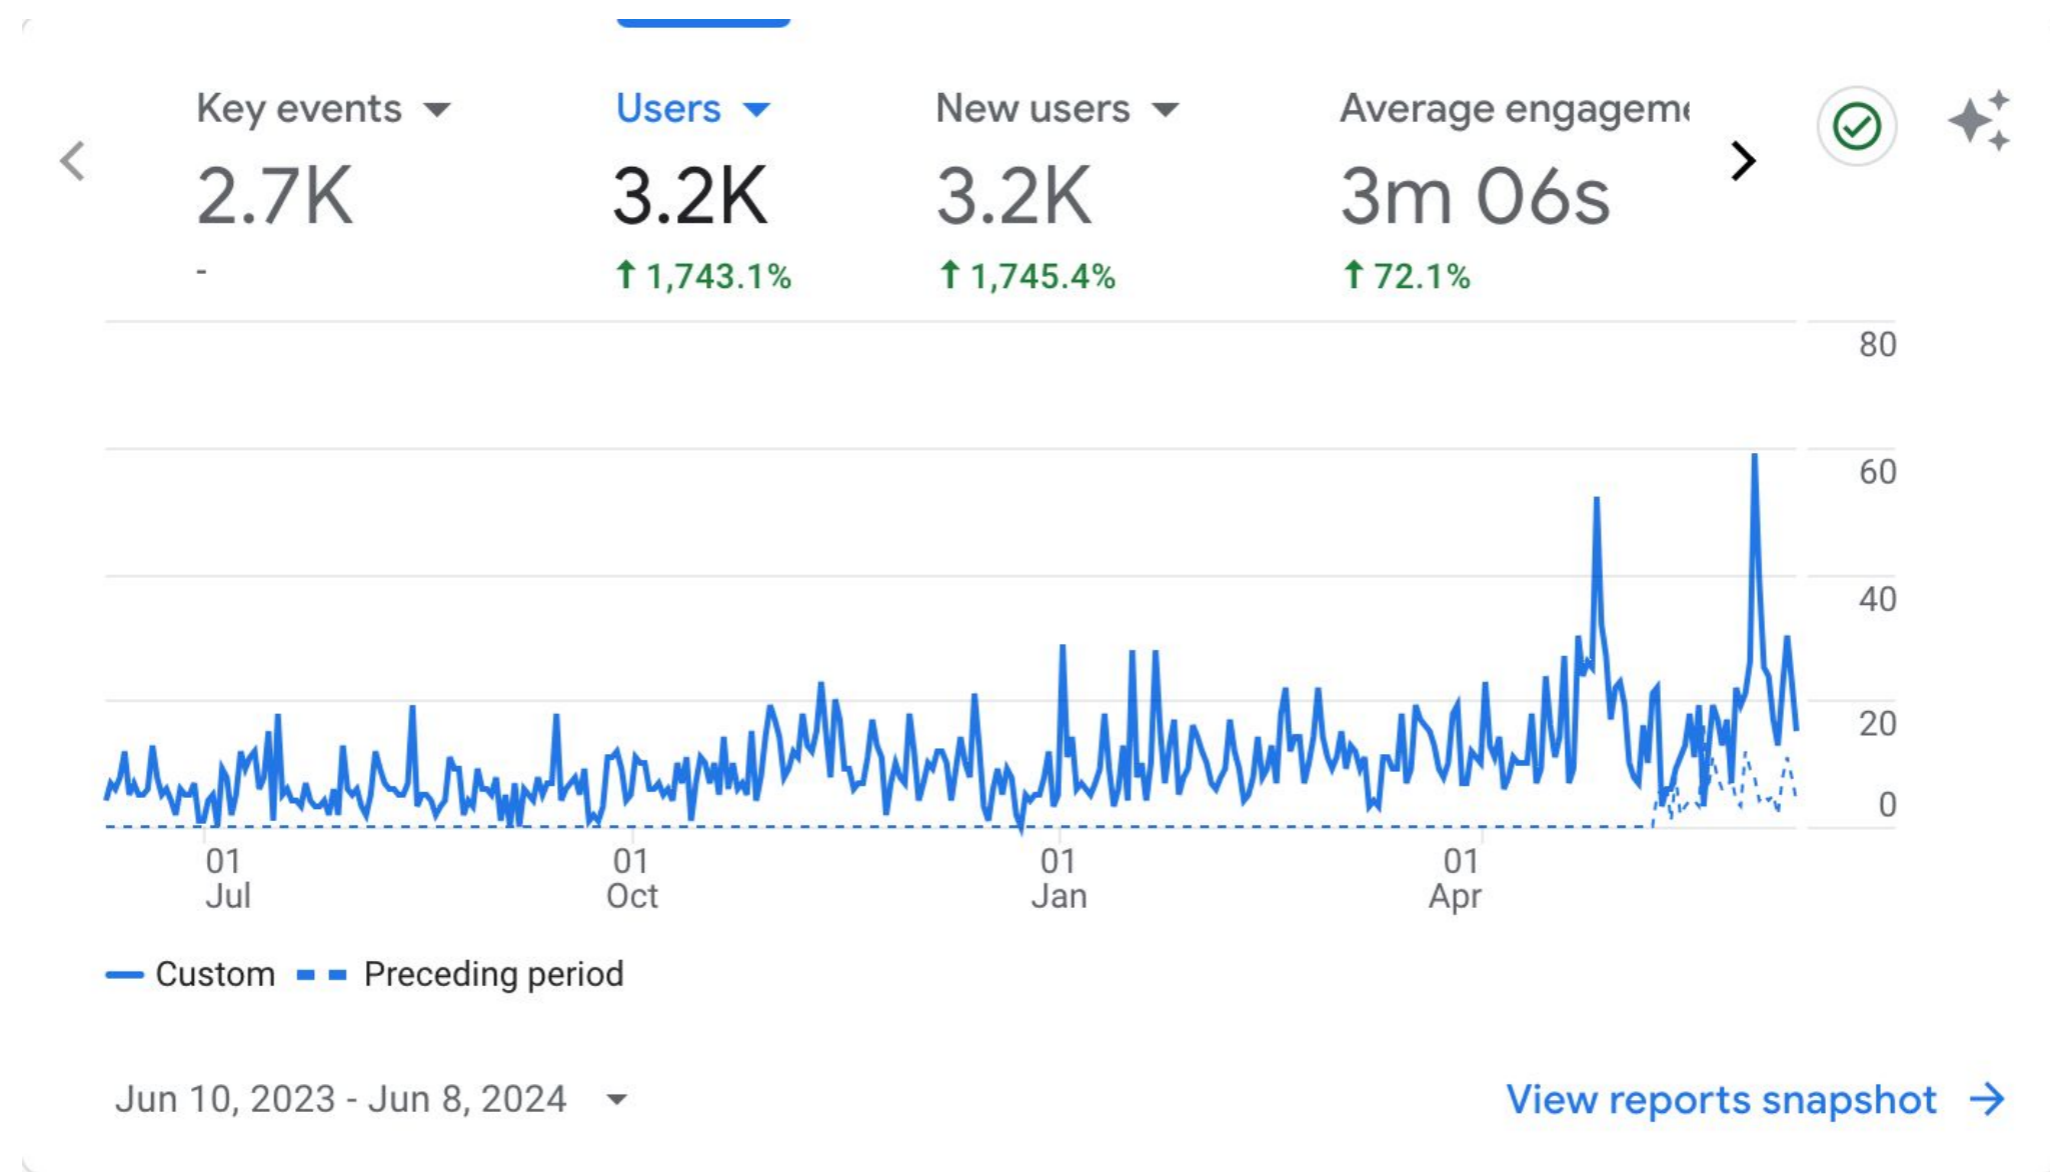 Key events
2.7K
-
Users
3.2K
1,743.1%
New users
3.2K
1,745.4%
Average engagem
3m 06s
72.1%
80
60
40
20
0
01
Jul
01
Oct
01
Jan
01
Apr
Custom
Preceding period
Jun 10, 2023 - Jun 8, 2024
View reports snapshot